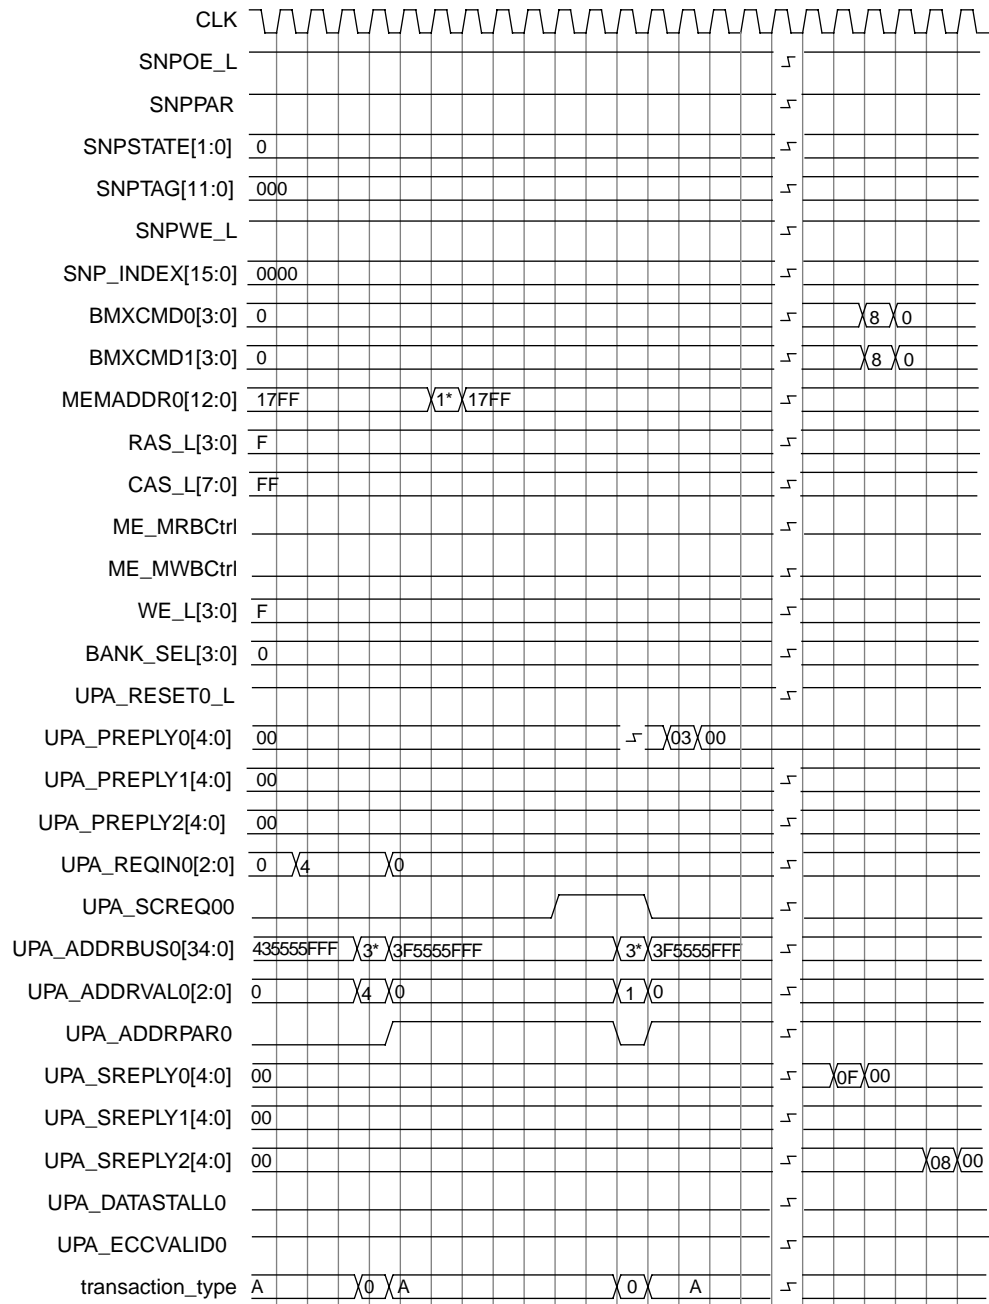 CLK
SNPOE_L
SNPPAR
SNPSTATE[1:0] 0
SNPTAG[11:0] 000
SNPWE_L
SNP_INDEX[15:0] 0000
BMXCMD0[3:0] 0 8 0
BMXCMD1[3:0] 0 8 0
MEMADDR0[12:0] 17FF 1* 17FF
RAS_L[3:0] F
CAS_L[7:0] FF
ME_MRBCtrl
ME_MWBCtrl
WE_L[3:0] F
BANK_SEL[3:0] 0
UPA_RESET0_L
UPA_PREPLY0[4:0] 00 03 00
UPA_PREPLY1[4:0] 00
UPA_PREPLY2[4:0] 00
UPA_REQIN0[2:0] 0 4 0
UPA_SCREQ00
UPA_ADDRBUS0[34:0] 435555FFF 3* 3F5555FFF 3* 3F5555FFF
UPA_ADDRVAL0[2:0] 0 4 0 1 0
UPA_ADDRPAR0
UPA_SREPLY0[4:0] 00 0F 00
UPA_SREPLY1[4:0] 00
UPA_SREPLY2[4:0] 00 08 00
UPA_DATASTALL0
UPA_ECCVALID0
transaction_type A 0 A 0 A